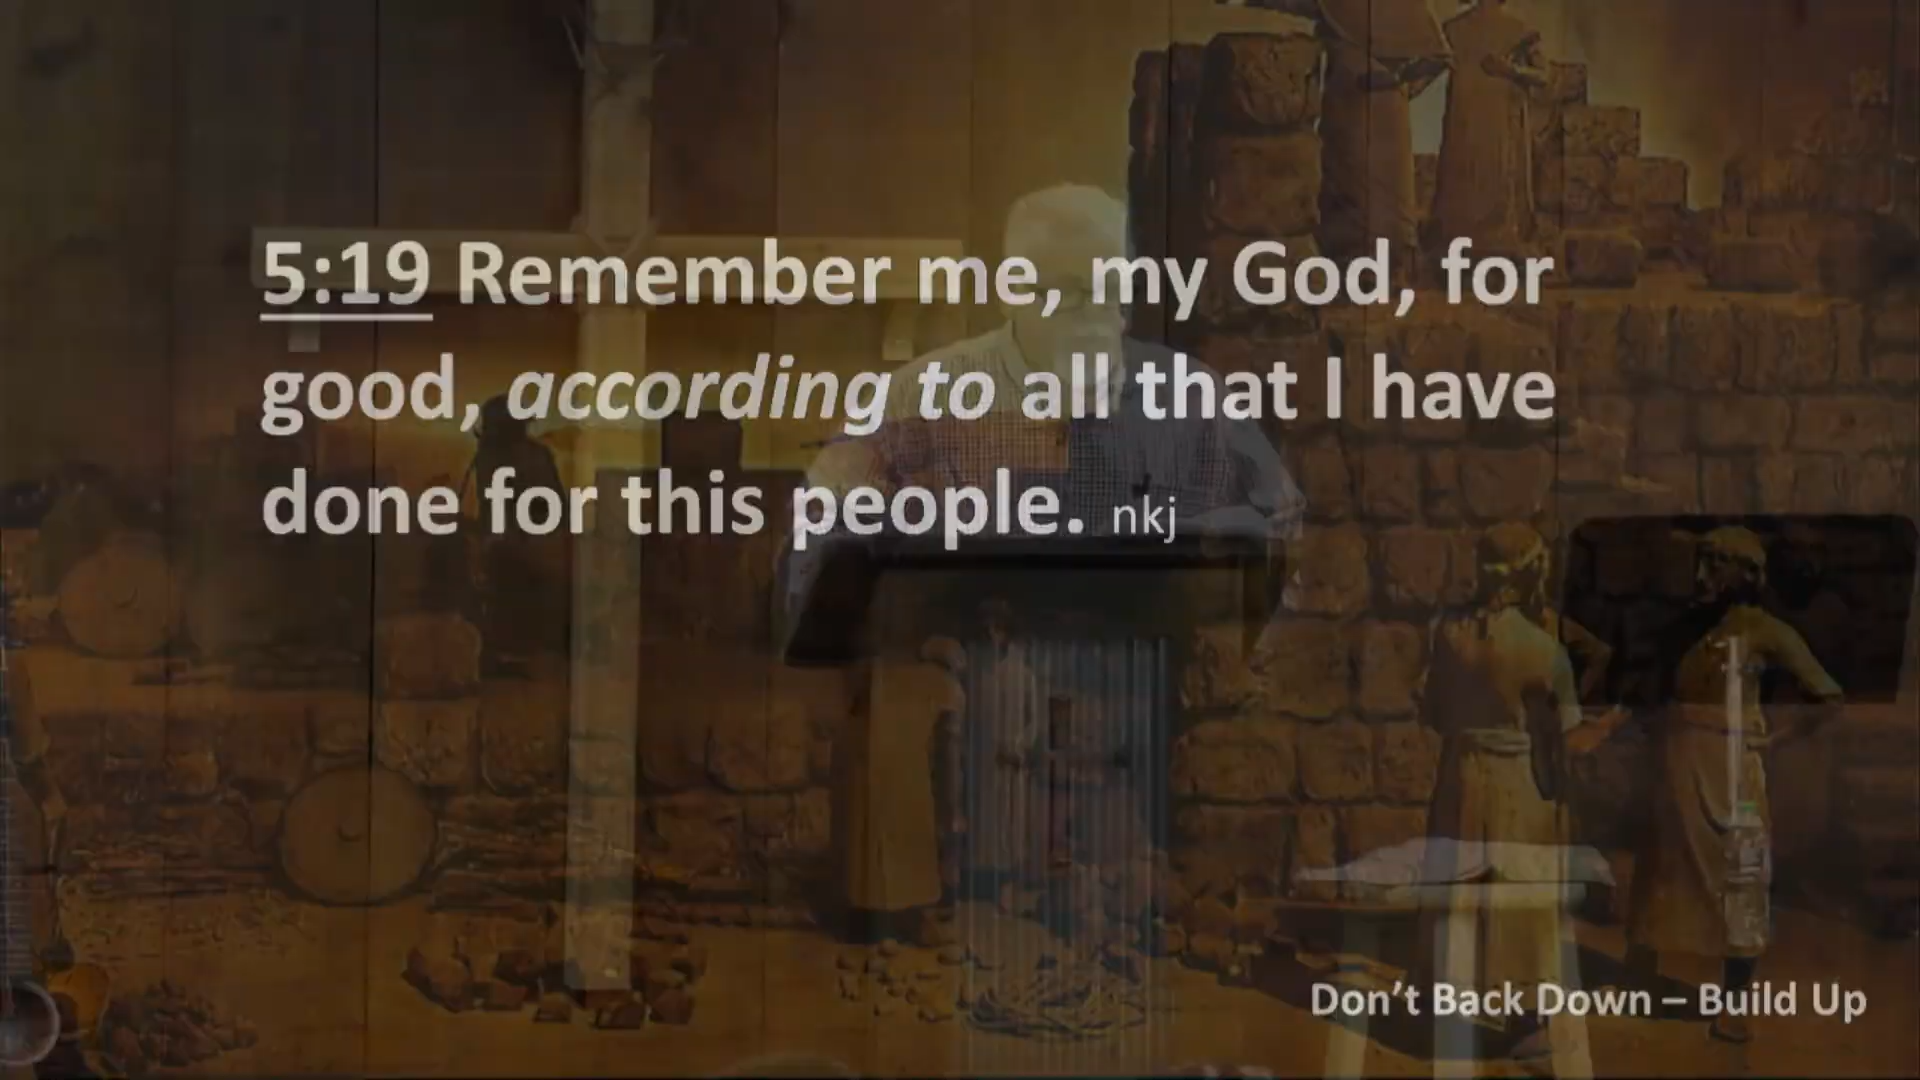 5:19 Remember me, my God, for
good, according to all that I have
done for this people. nkj
Don’t Back Down – Build Up